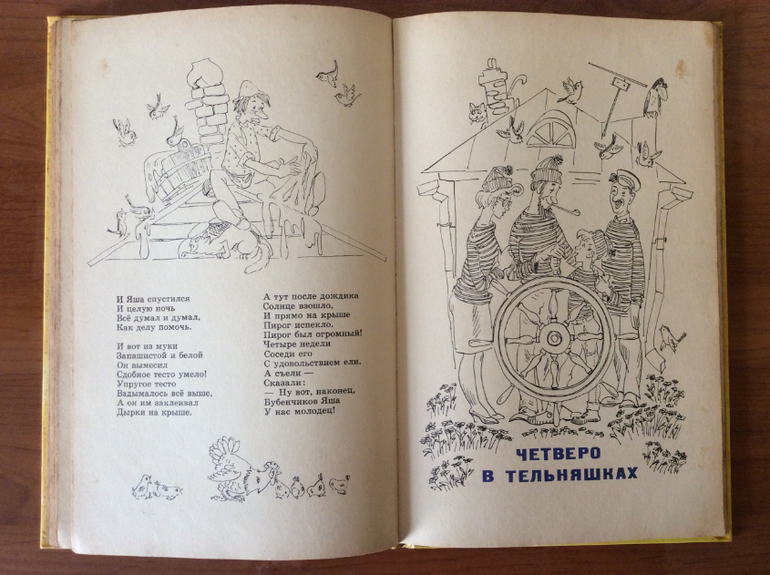 И Яша спустился
И целую ночь
Всё думал и думал,
Как делу помочь.
И вот из муки
Запашистой и белой
Он вымесил
Сдобное тесто умело!
Упругое тесто
Вздымалось всё выше,
А он им заклеивал
Дырки на крыше.
А тут после дождика
Солнце взошло,
И прямо на крыше
Пирог испекло.
Пирог был огромный!
Четыре недели
Соседи его
С удовольствием ели.
А съели —
Сказали:
— Ну вот, наконец,
Бубенчиков Яша
У нас молодец!
ЧЕТВЕРО
В ТЕЛЬНЯШКАХ